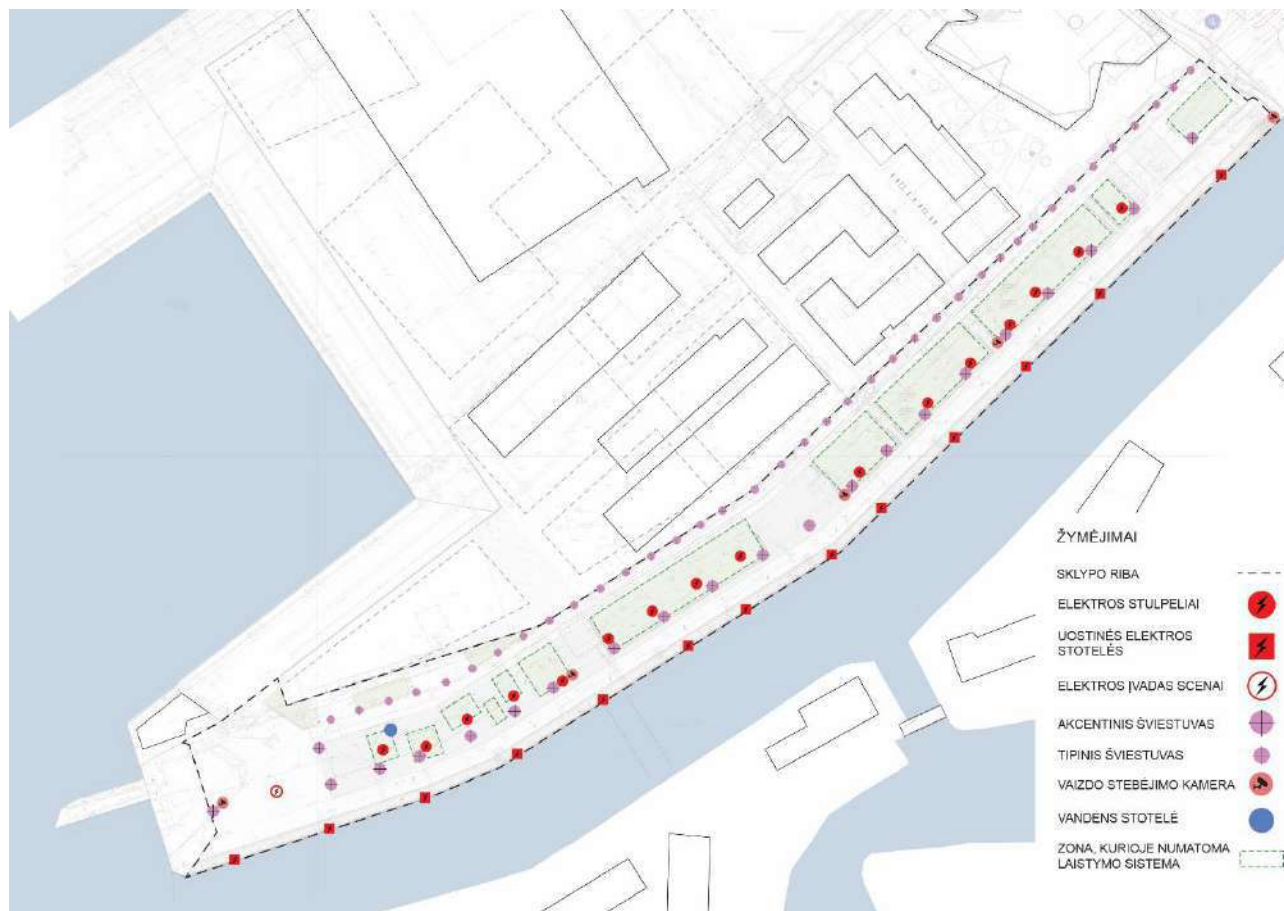 ŽYMĖJIMAI
SKLYPO RIBA
ELEKTROS STULPELIAI
UOSTINĖS ELEKTROS
STOTELĖS
ELEKTROS ĮVADAS SCENAI
AKCENTINIS ŠVIESTUVAS
TIPINIS ŠVIESTUVAS
VAIZDO STEBĖJIMO KAMERA
VANDENS STOTELĖ
ZONA, KURIOJE NUMATOMA
LAISTYMO SISTEMA